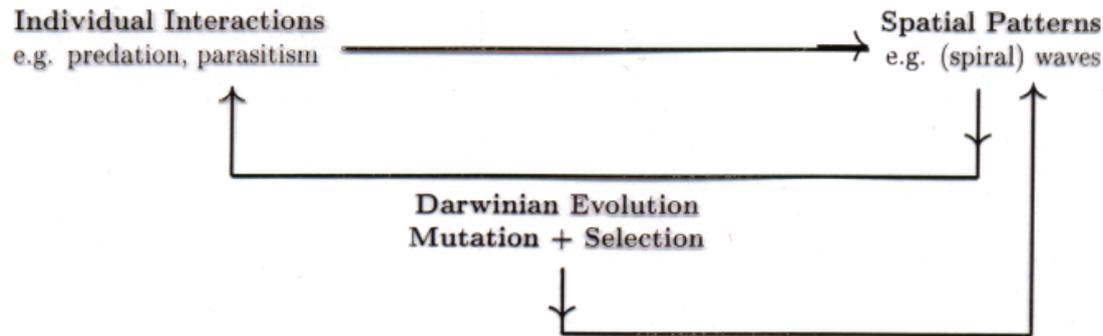 Individual Interactions
e.g. predation, parasitism
Spatial Patterns
e.g. (spiral) waves
Darwinian Evolution
Mutation + Selection